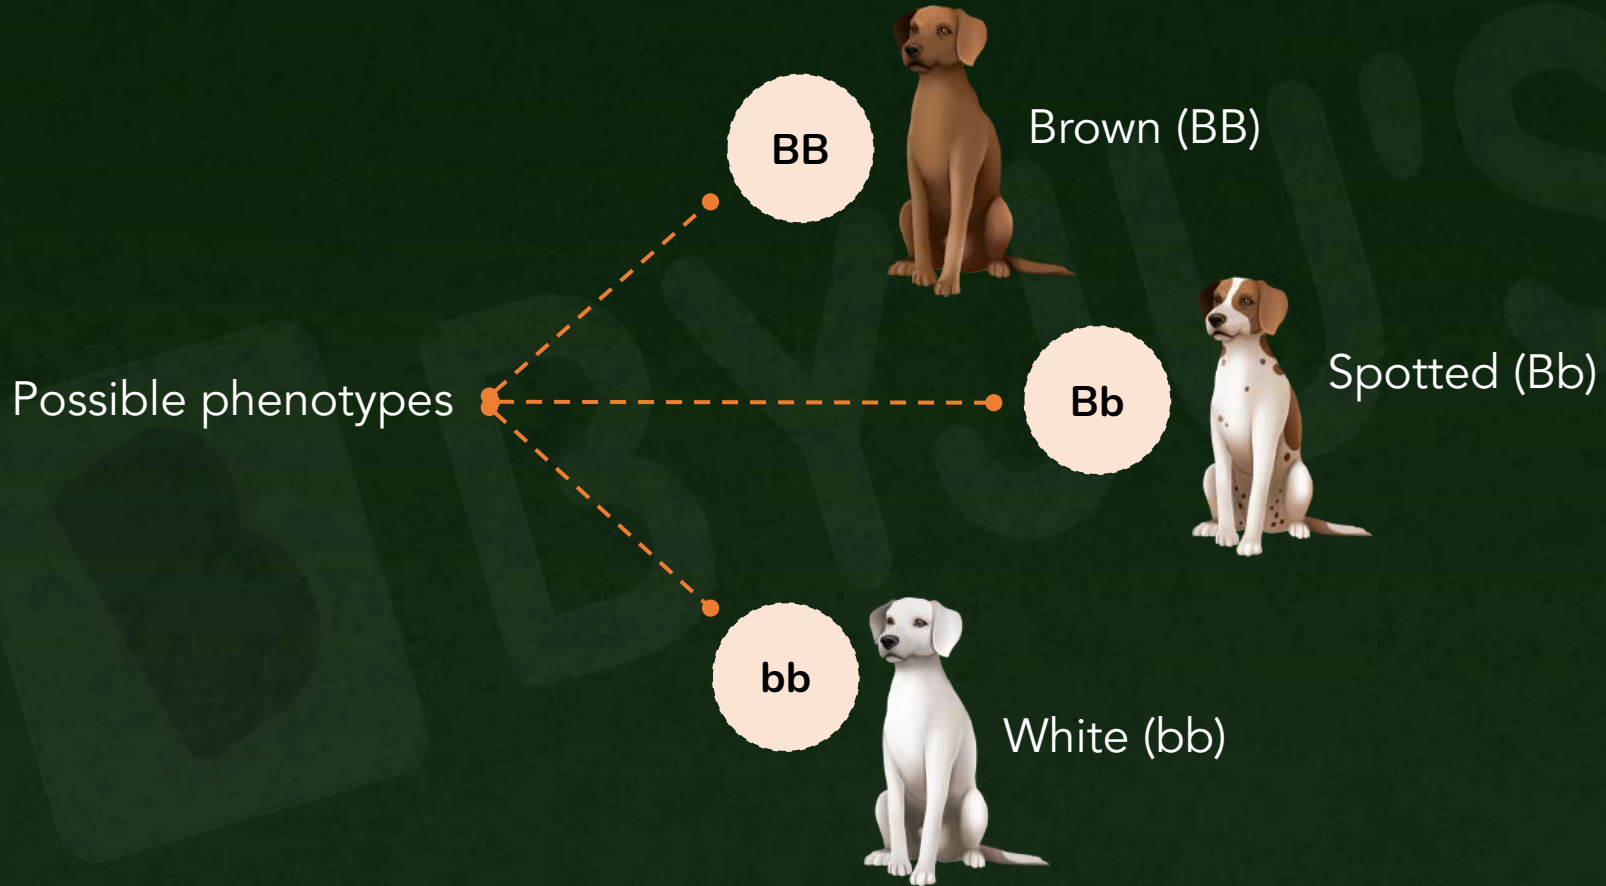 BB
Brown (BB)
Possible phenotypes
Bb
Spotted (Bb)
bb
White (bb)
BYJU'S